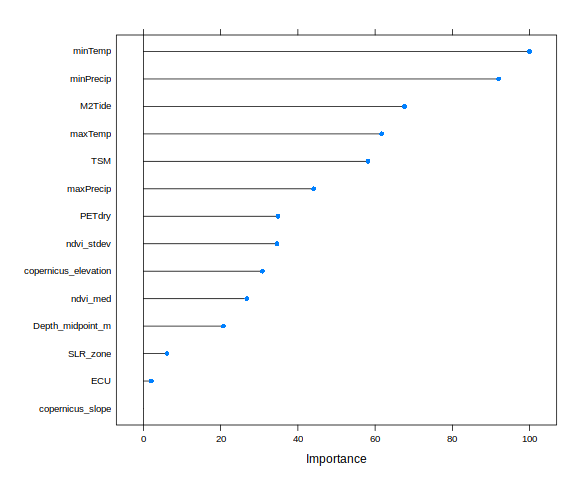 minTemp
minPrecip
M2Tide
maxTemp
TSM
maxPrecip
PETdry
ndvi_stdev
copernicus_elevation
ndvi_med
Depth_midpoint_m
SLR_zone
ECU
copernicus_slope
0 20 40 60 80 100
Importance